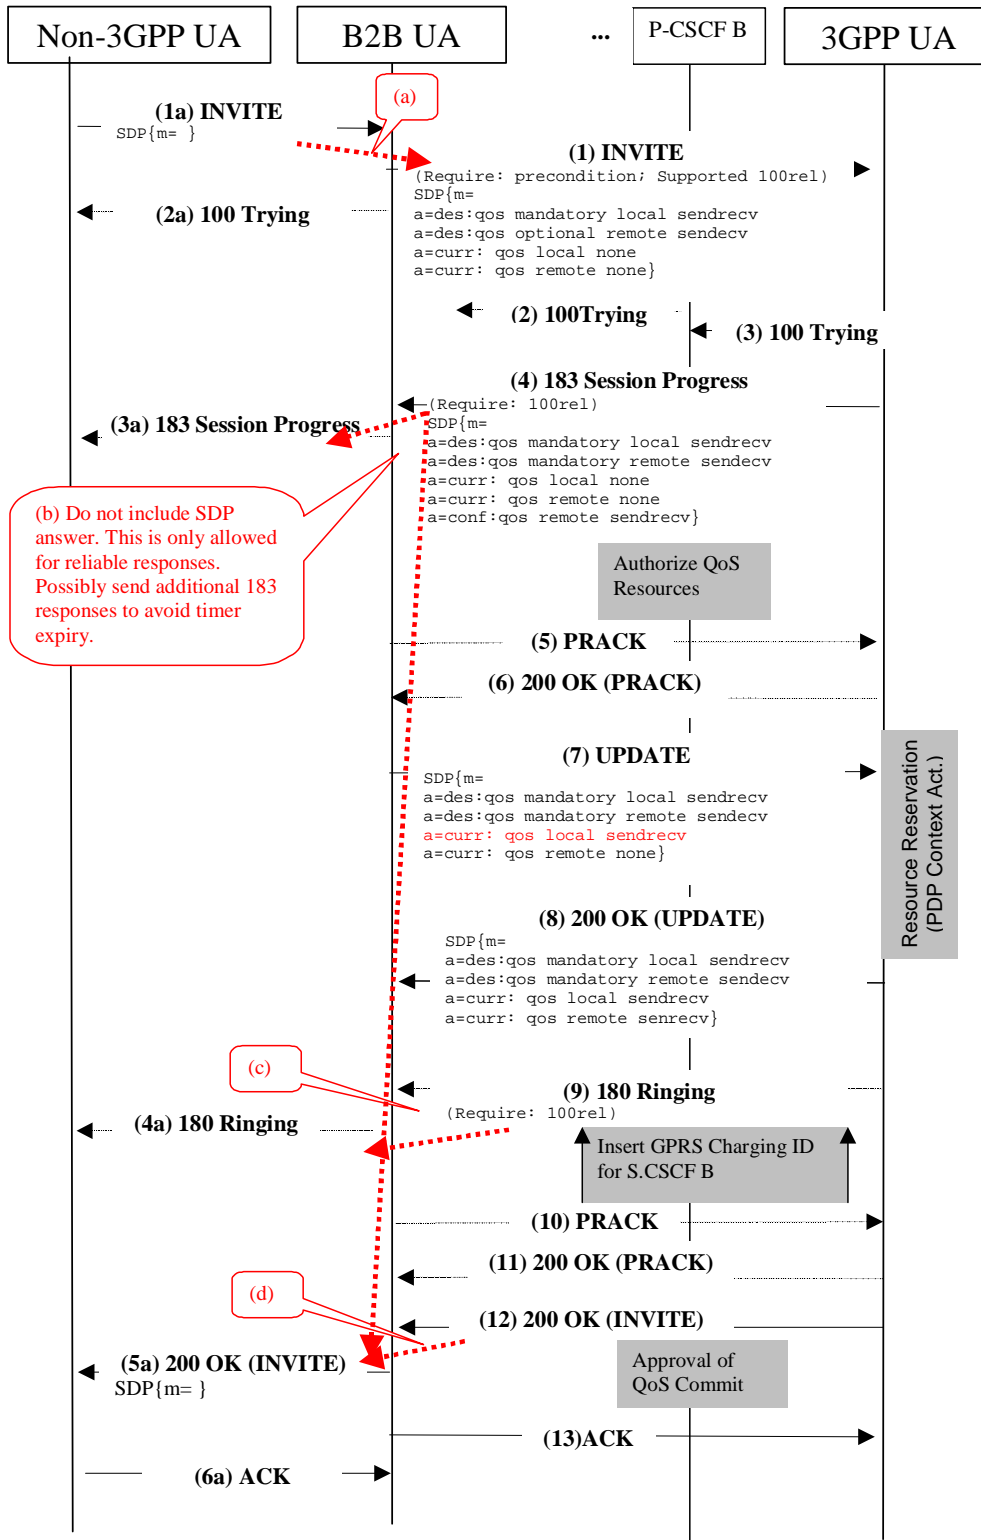 Non-3GPP UA
B2B UA
...
P-CSCF B
3GPP UA
(a)
(1a) INVITE
SDP{m= }
(1) INVITE
(Require: precondition; Supported 100rel)
SDP{m=
a=des:qos mandatory local sendrecv
a=des:qos optional remote sendecv
a=curr: qos local none
a=curr: qos remote none}
(2a) 100 Trying
(2) 100Trying
(3) 100 Trying
(4) 183 Session Progress
(Require: 100rel)
SDP{m=
a=des:qos mandatory local sendrecv
a=des:qos mandatory remote sendecv
a=curr: qos local none
a=curr: qos remote none
a=conf:qos remote sendrecv}
(3a) 183 Session Progress
(b) Do not include SDP
answer. This is only allowed
for reliable responses.
Possibly send additional 183
responses to avoid timer
expiry.
Authorize QoS
Resources
(5) PRACK
(6) 200 OK (PRACK)
(7) UPDATE
SDP{m=
a=des:qos mandatory local sendrecv
a=des:qos mandatory remote sendecv
a=curr: qos local sendrecv
a=curr: qos remote none}
Resource Reservation
(PDP Context Act.)
(8) 200 OK (UPDATE)
SDP{m=
a=des:qos mandatory local sendrecv
a=des:qos mandatory remote sendecv
a=curr: qos local sendrecv
a=curr: qos remote senrecv}
(c)
(9) 180 Ringing
(Require: 100rel)
(4a) 180 Ringing
Insert GPRS Charging ID
for S.CSCF B
(10) PRACK
(11) 200 OK (PRACK)
(d)
(12) 200 OK (INVITE)
(5a) 200 OK (INVITE)
SDP{m= }
Approval of
QoS Commit
(13)ACK
(6a) ACK